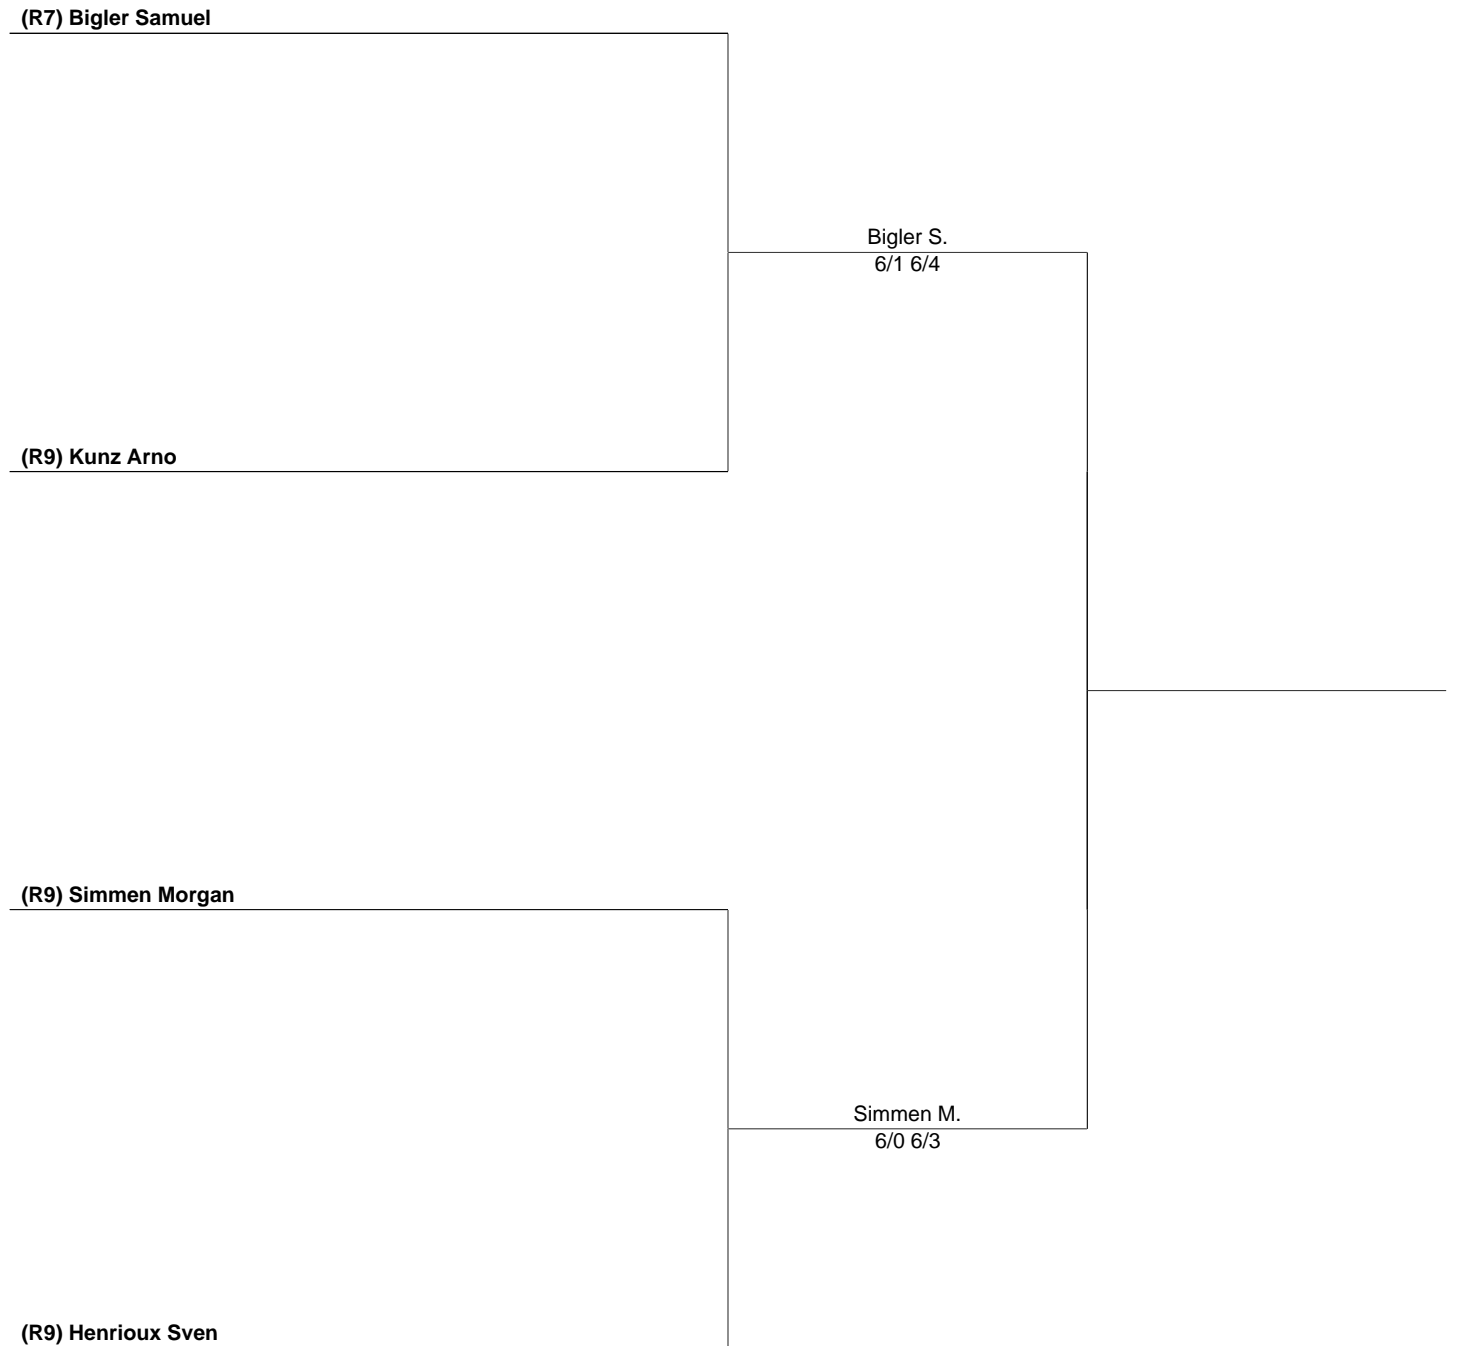 (R7) Bigler Samuel
Bigler S.
6/1 6/4
(R9) Kunz Arno
(R9) Simmen Morgan
Simmen M.
6/0 6/3
(R9) Henrioux Sven